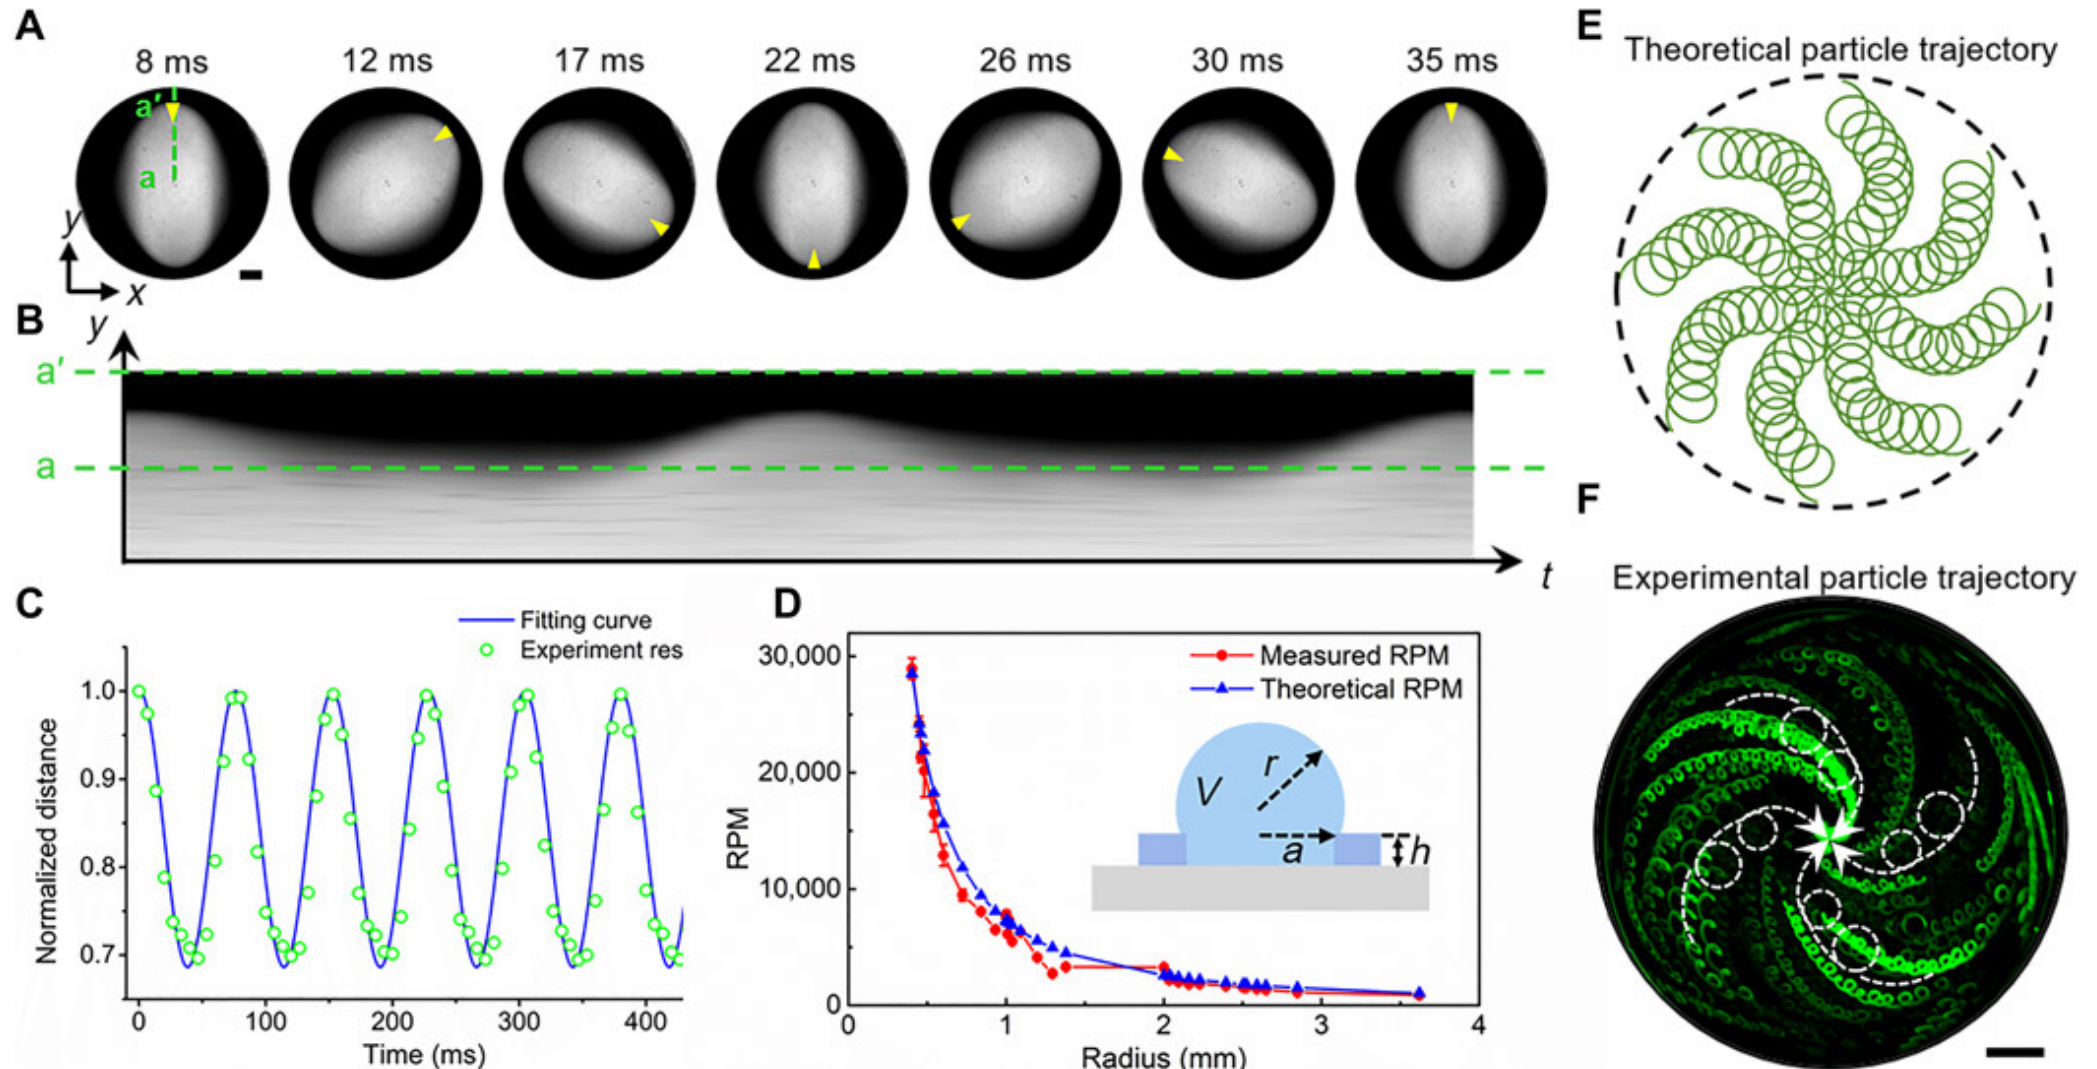 A
8 ms 12 ms 17 ms 22 ms 26 ms 30 ms 35 ms
a′
a
y
x
B
y
a′
a
t
C
Fitting curve
Experiment res
1.0
0.9
0.8
0.7
Normalized distance
0 100 200 300 400
Time (ms)
D
Measured RPM
Theoretical RPM
30,000
20,000
10,000
0
RPM
V
r
a
h
0 1 2 3 4
Radius (mm)
E
Theoretical particle trajectory
F
Experimental particle trajectory